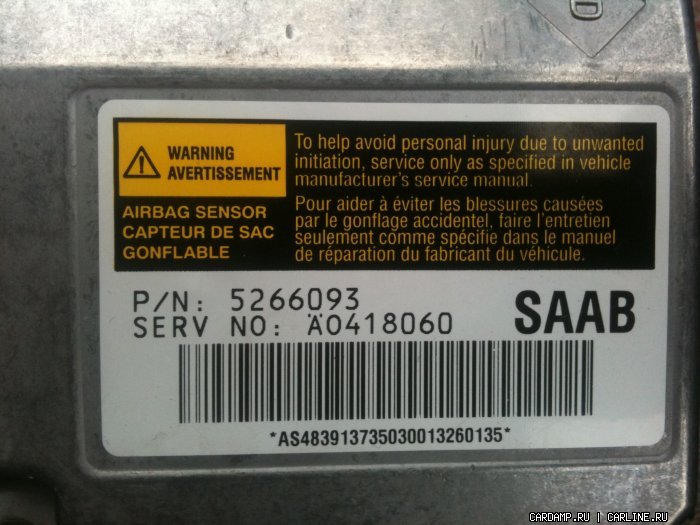 D
WARNING
AVERTISSEMENT
To help avoid personal injury due to unwanted
initiation, service only as specified in vehicle
manufacturer's service manual.
AIRBAG SENSOR
CAPTEUR DE SAC
GONFLABLE
Pour aider à éviter les blessures causées
par le gonflage accidentel, faire l'entretien
seulement comme spécifie dans le manuel
de réparation du fabricant du véhicule.
P/N: 5266093
SERV NO: Ä0418060
SAAB
*AS483913735030013260135*
CARDAMP.RU | CARLINE.RU